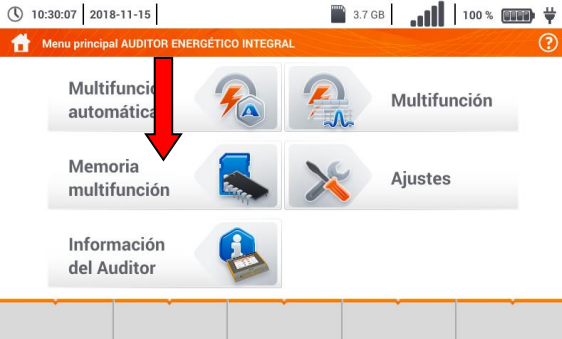 10:30:07 2018-11-15 3.7 GB 100 %
Menu principal AUDITOR ENERGÉTICO INTEGRAL ?
Multifunció
automática
A
Multifunción
Memoria
multifunción
Ajustes
Información
del Auditor